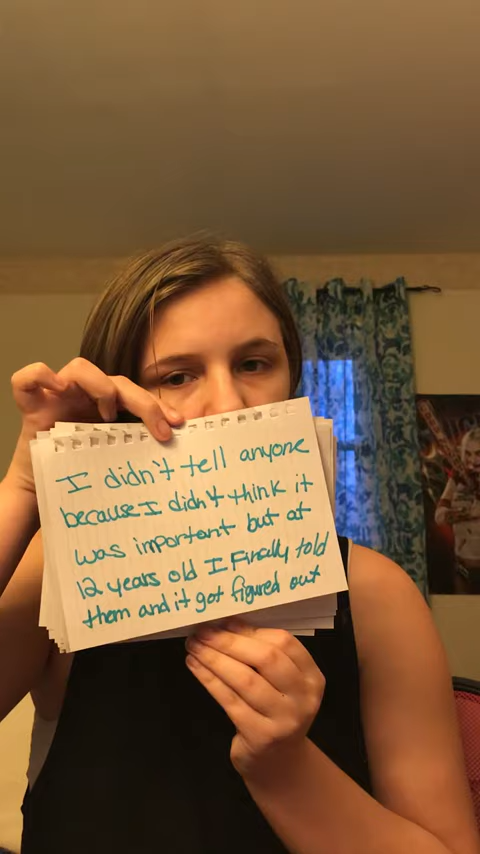 I didn't tell anyone
because I didn't think it
was important but at
12 years old I Finally told
them and it got figured out